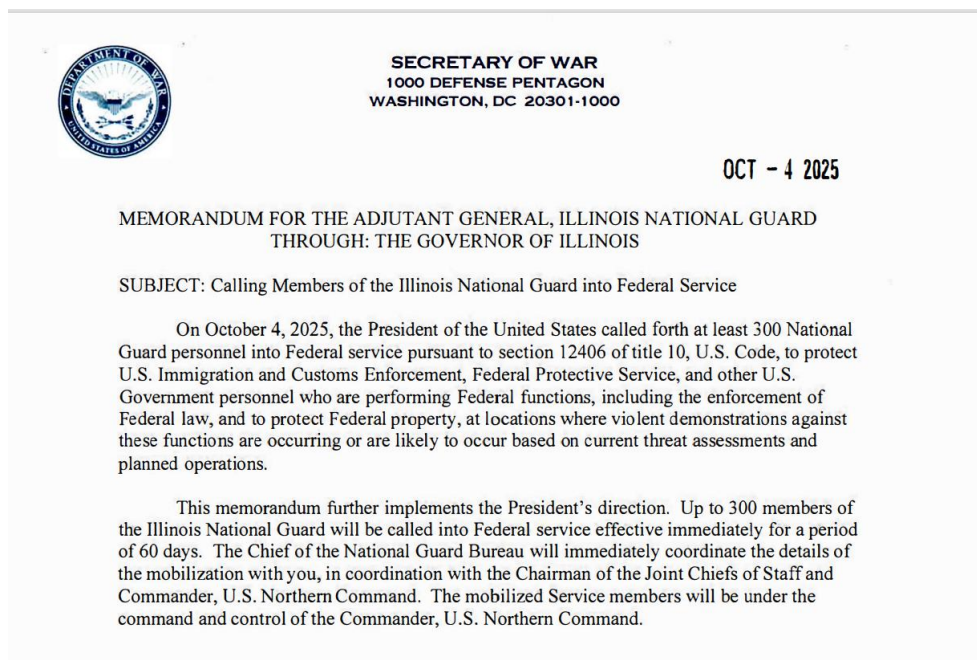 DEPARTMENT OF WAR
UNITED STATES OF AMERICA
SECRETARY OF WAR
1000 DEFENSE PENTAGON
WASHINGTON, DC 20301-1000
OCT - 4 2025
MEMORANDUM FOR THE ADJUTANT GENERAL, ILLINOIS NATIONAL GUARD
THROUGH: THE GOVERNOR OF ILLINOIS
SUBJECT: Calling Members of the Illinois National Guard into Federal Service
On October 4, 2025, the President of the United States called forth at least 300 National
Guard personnel into Federal service pursuant to section 12406 of title 10, U.S. Code, to protect
U.S. Immigration and Customs Enforcement, Federal Protective Service, and other U.S.
Government personnel who are performing Federal functions, including the enforcement of
Federal law, and to protect Federal property, at locations where violent demonstrations against
these functions are occurring or are likely to occur based on current threat assessments and
planned operations.
This memorandum further implements the President's direction. Up to 300 members of
the Illinois National Guard will be called into Federal service effective immediately for a period
of 60 days. The Chief of the National Guard Bureau will immediately coordinate the details of
the mobilization with you, in coordination with the Chairman of the Joint Chiefs of Staff and
Commander, U.S. Northern Command. The mobilized Service members will be under the
command and control of the Commander, U.S. Northern Command.